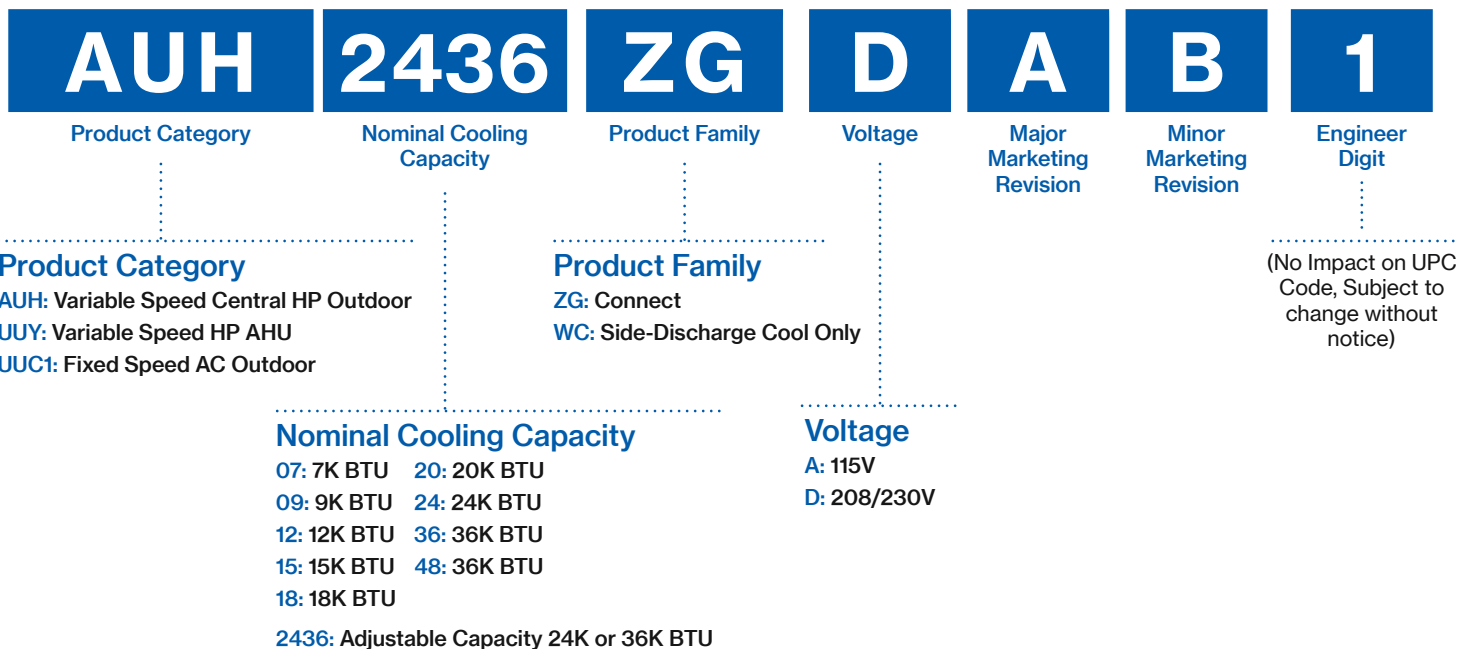 AUH 2436 ZG D A B 1
Product Category
Nominal Cooling
Capacity
Product Family
Voltage
Major
Marketing
Revision
Minor
Marketing
Revision
Engineer
Digit
Product Category
AUH: Variable Speed Central HP Outdoor
UUY: Variable Speed HP AHU
UUC1: Fixed Speed AC Outdoor
Product Family
ZG: Connect
WC: Side-Discharge Cool Only
(No Impact on UPC
Code, Subject to
change without
notice)
Nominal Cooling Capacity
07: 7K BTU 20: 20K BTU
09: 9K BTU 24: 24K BTU
12: 12K BTU 36: 36K BTU
15: 15K BTU 48: 36K BTU
18: 18K BTU
2436: Adjustable Capacity 24K or 36K BTU
Voltage
A: 115V
D: 208/230V